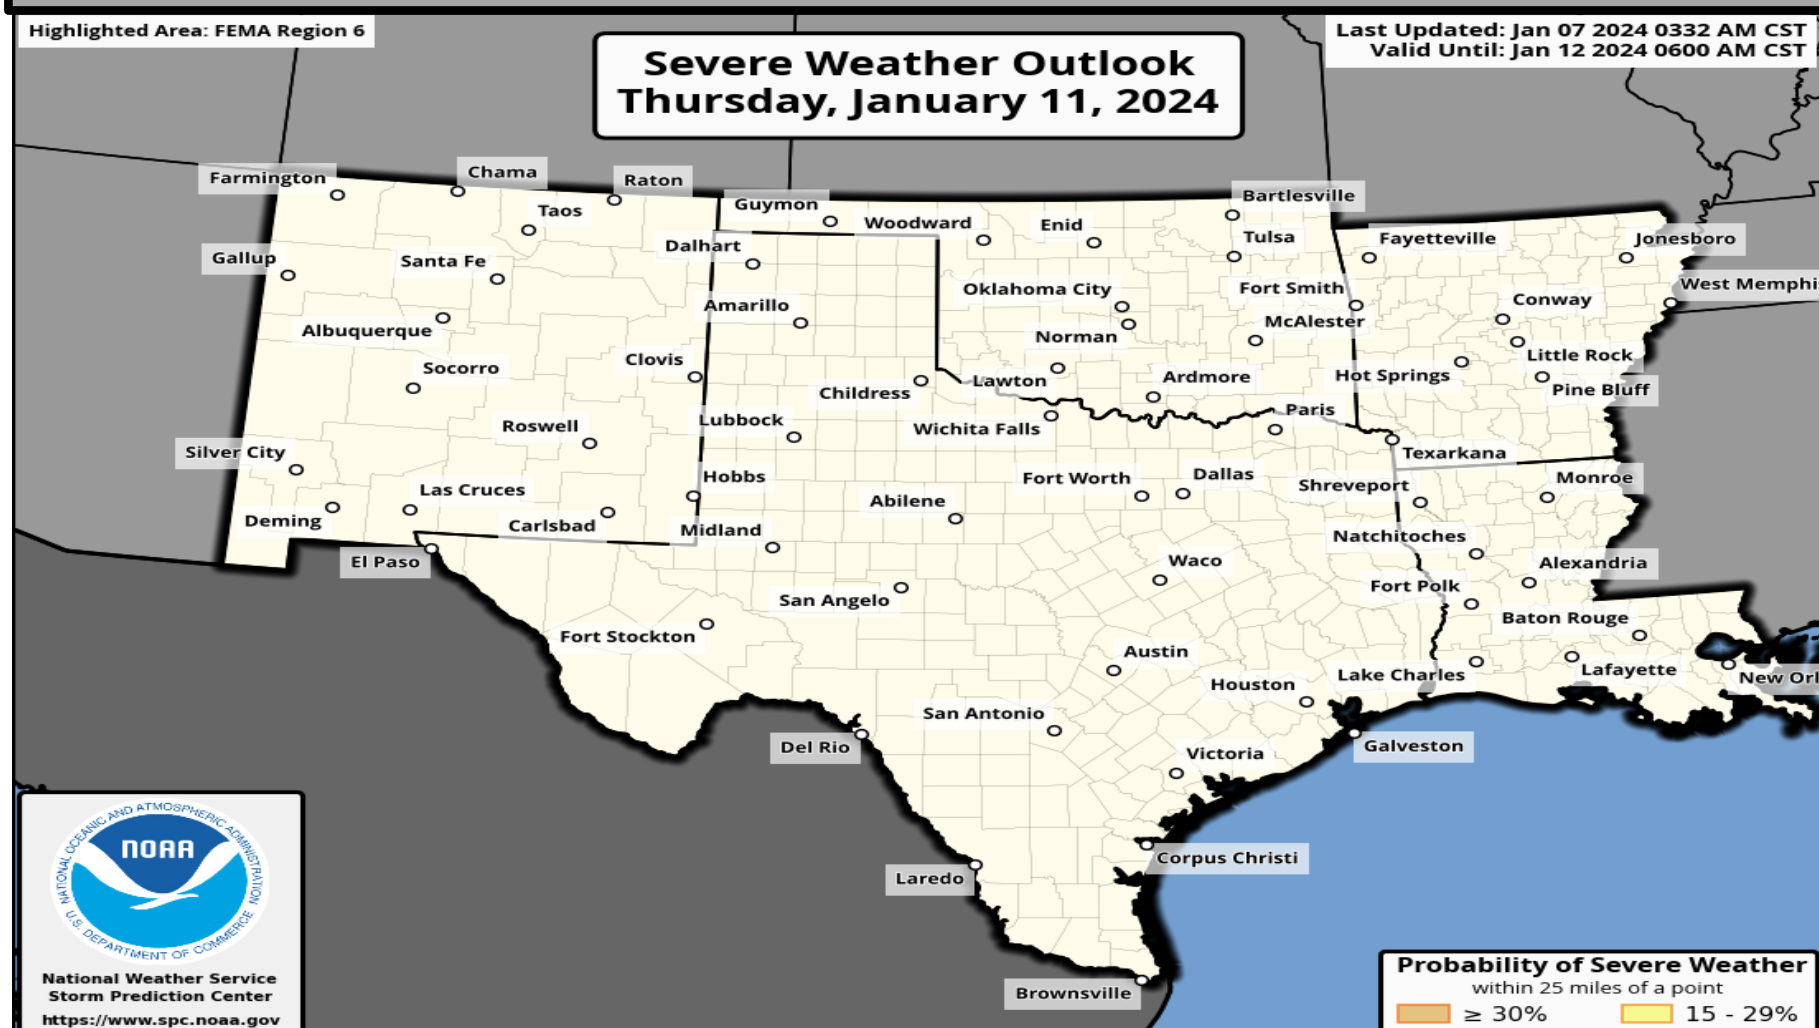 Highlighted Area: FEMA Region 6
Last Updated: Jan 07 2024 0332 AM CST
Valid Until: Jan 12 2024 0600 AM CST
Severe Weather Outlook
Thursday, January 11, 2024
Farmington
Chama
Raton
Taos
Guymon
Woodward
Enid
Bartlesville
Tulsa
Fayetteville
Jonesboro
Gallup
Santa Fe
Dalhart
Oklahoma City
Fort Smith
Conway
West Memphi
Albuquerque
Amarillo
Norman
McAlester
Little Rock
Socorro
Clovis
Childress
Lawton
Ardmore
Hot Springs
Pine Bluff
Roswell
Lubbock
Wichita Falls
Paris
Texarkana
Silver City
Las Cruces
Hobbs
Abilene
Fort Worth
Dallas
Shreveport
Monroe
Deming
Carlsbad
Midland
Natchitoches
El Paso
San Angelo
Waco
Fort Polk
Alexandria
Fort Stockton
Baton Rouge
Austin
Houston
Lake Charles
Lafayette
New Orl
San Antonio
Del Rio
Victoria
Galveston
Corpus Christi
Laredo
Brownsville
NATIONAL OCEANIC AND ATMOSPHERIC ADMINISTRATION
NOAA
U.S. DEPARTMENT OF COMMERCE
National Weather Service
Storm Prediction Center
https://www.spc.noaa.gov
Probability of Severe Weather
within 25 miles of a point
≥ 30%
15 - 29%